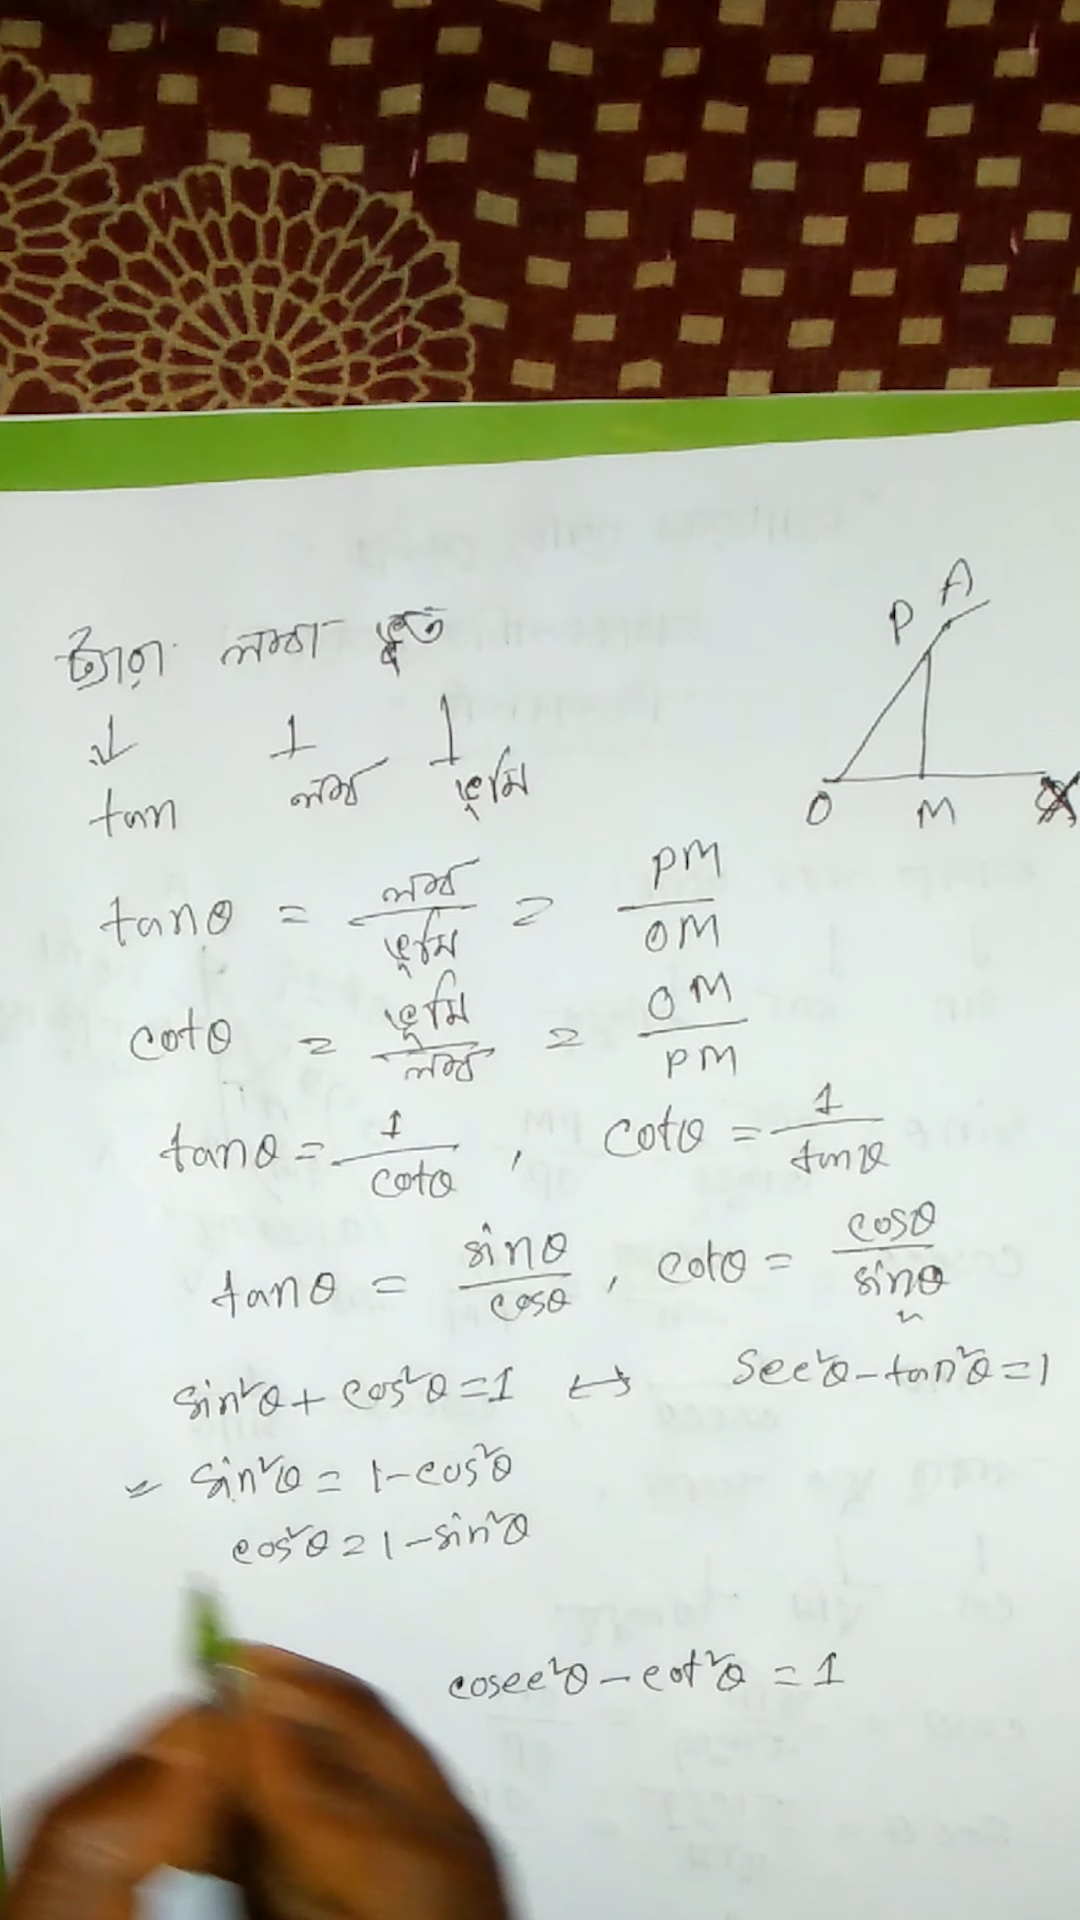 ট্যারা লম্বা ভূত
tan লম্ব ভূমি
A
P
O M
tanθ = লম্ব/ভূমি = PM/OM
cotθ = ভূমি/লম্ব = OM/PM
tanθ = 1/cotθ , cotθ = 1/tanθ
tanθ = sinθ/cosθ , cotθ = cosθ/sinθ
sin²θ + cos²θ = 1 ↔ sec²θ - tan²θ = 1
= sin²θ = 1 - cos²θ
cos²θ = 1 - sin²θ
cosec²θ - cot²θ = 1